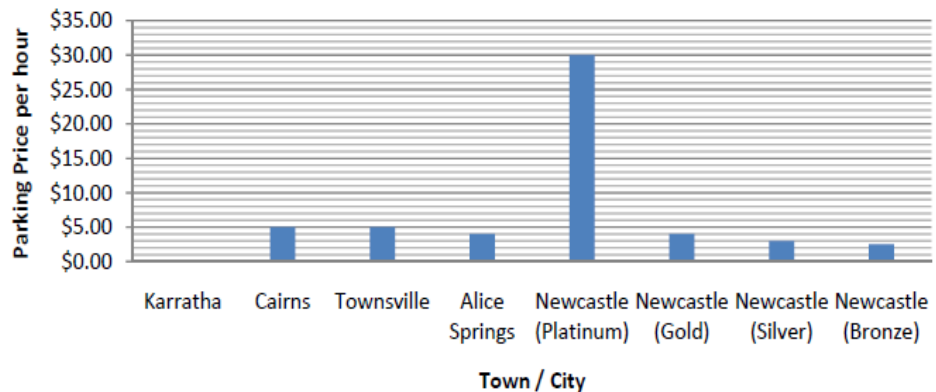 Parking Price per hour
$35.00
$30.00
$25.00
$20.00
$15.00
$10.00
$5.00
$0.00
Karratha Cairns Townsville Alice Newcastle Newcastle Newcastle Newcastle
Springs (Platinum) (Gold) (Silver) (Bronze)
Town / City